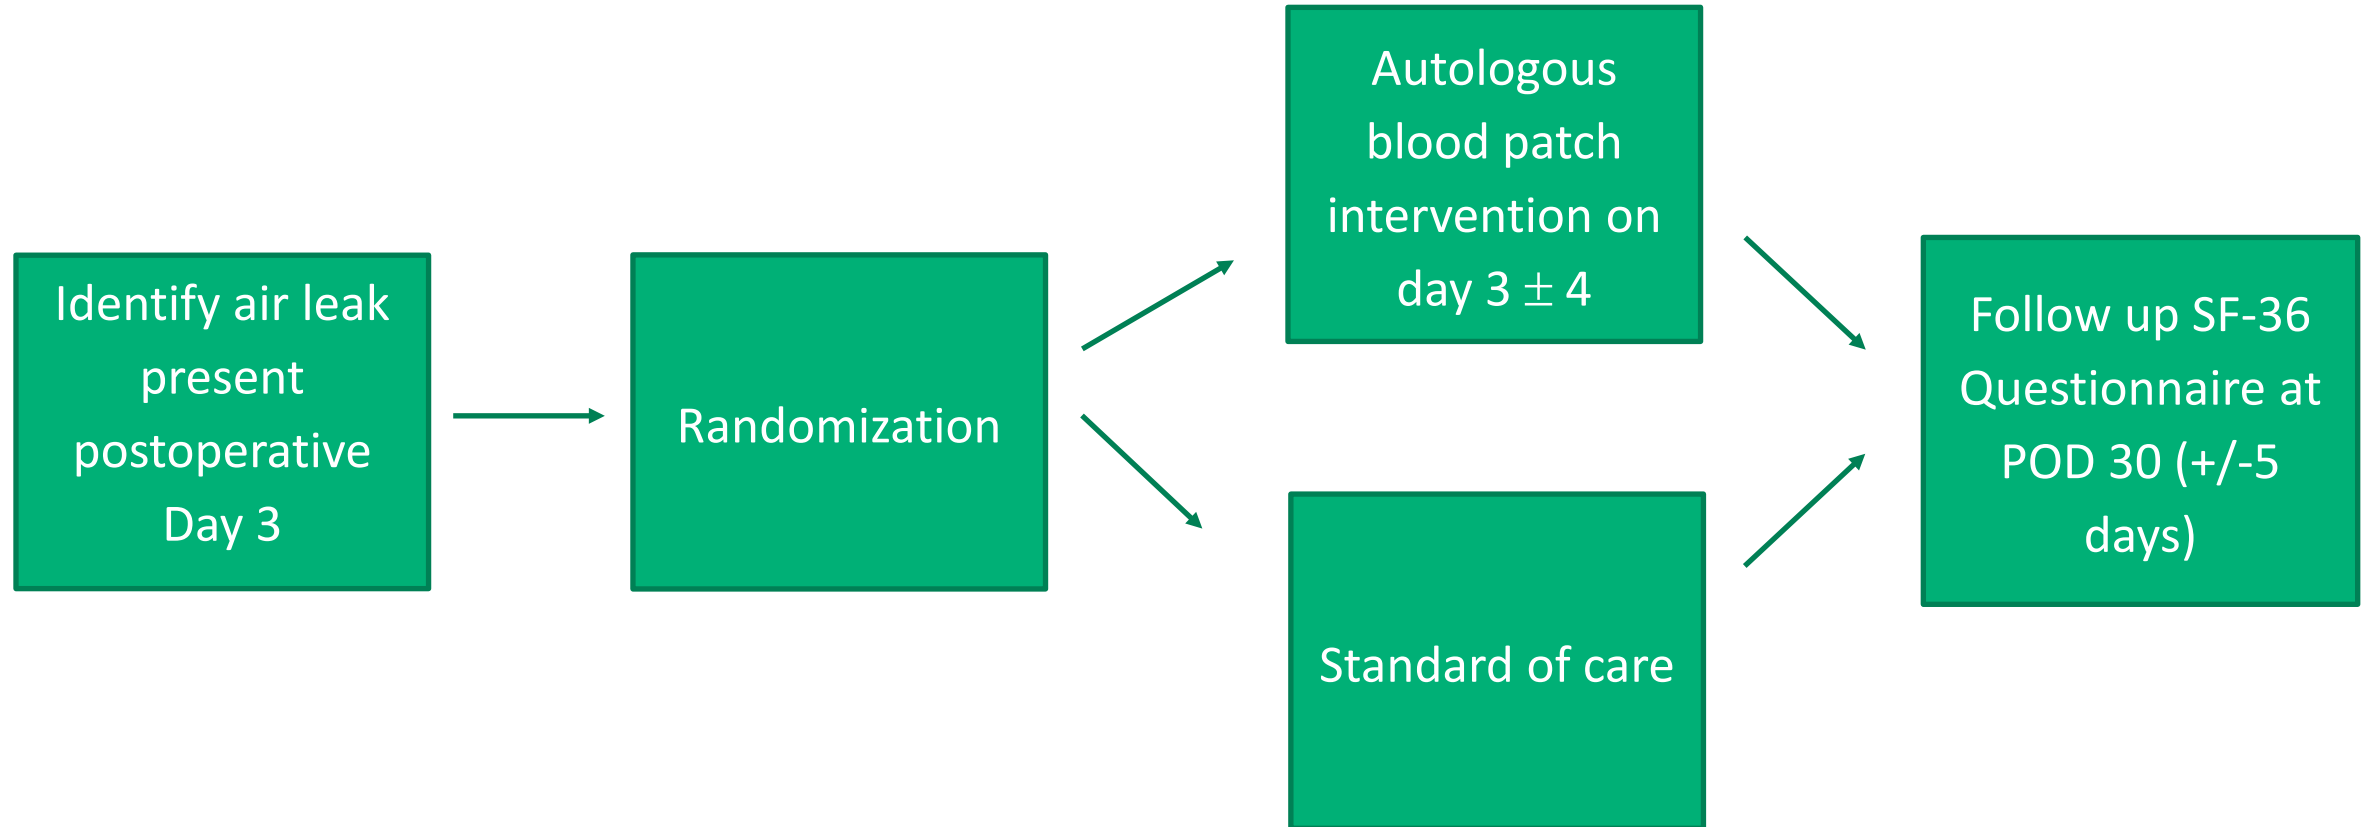 Identify air leak
present
postoperative
Day 3
Randomization
Autologous
blood patch
intervention on
day 3 ± 4
Standard of care
Follow up SF-36
Questionnaire at
POD 30 (+/-5
days)